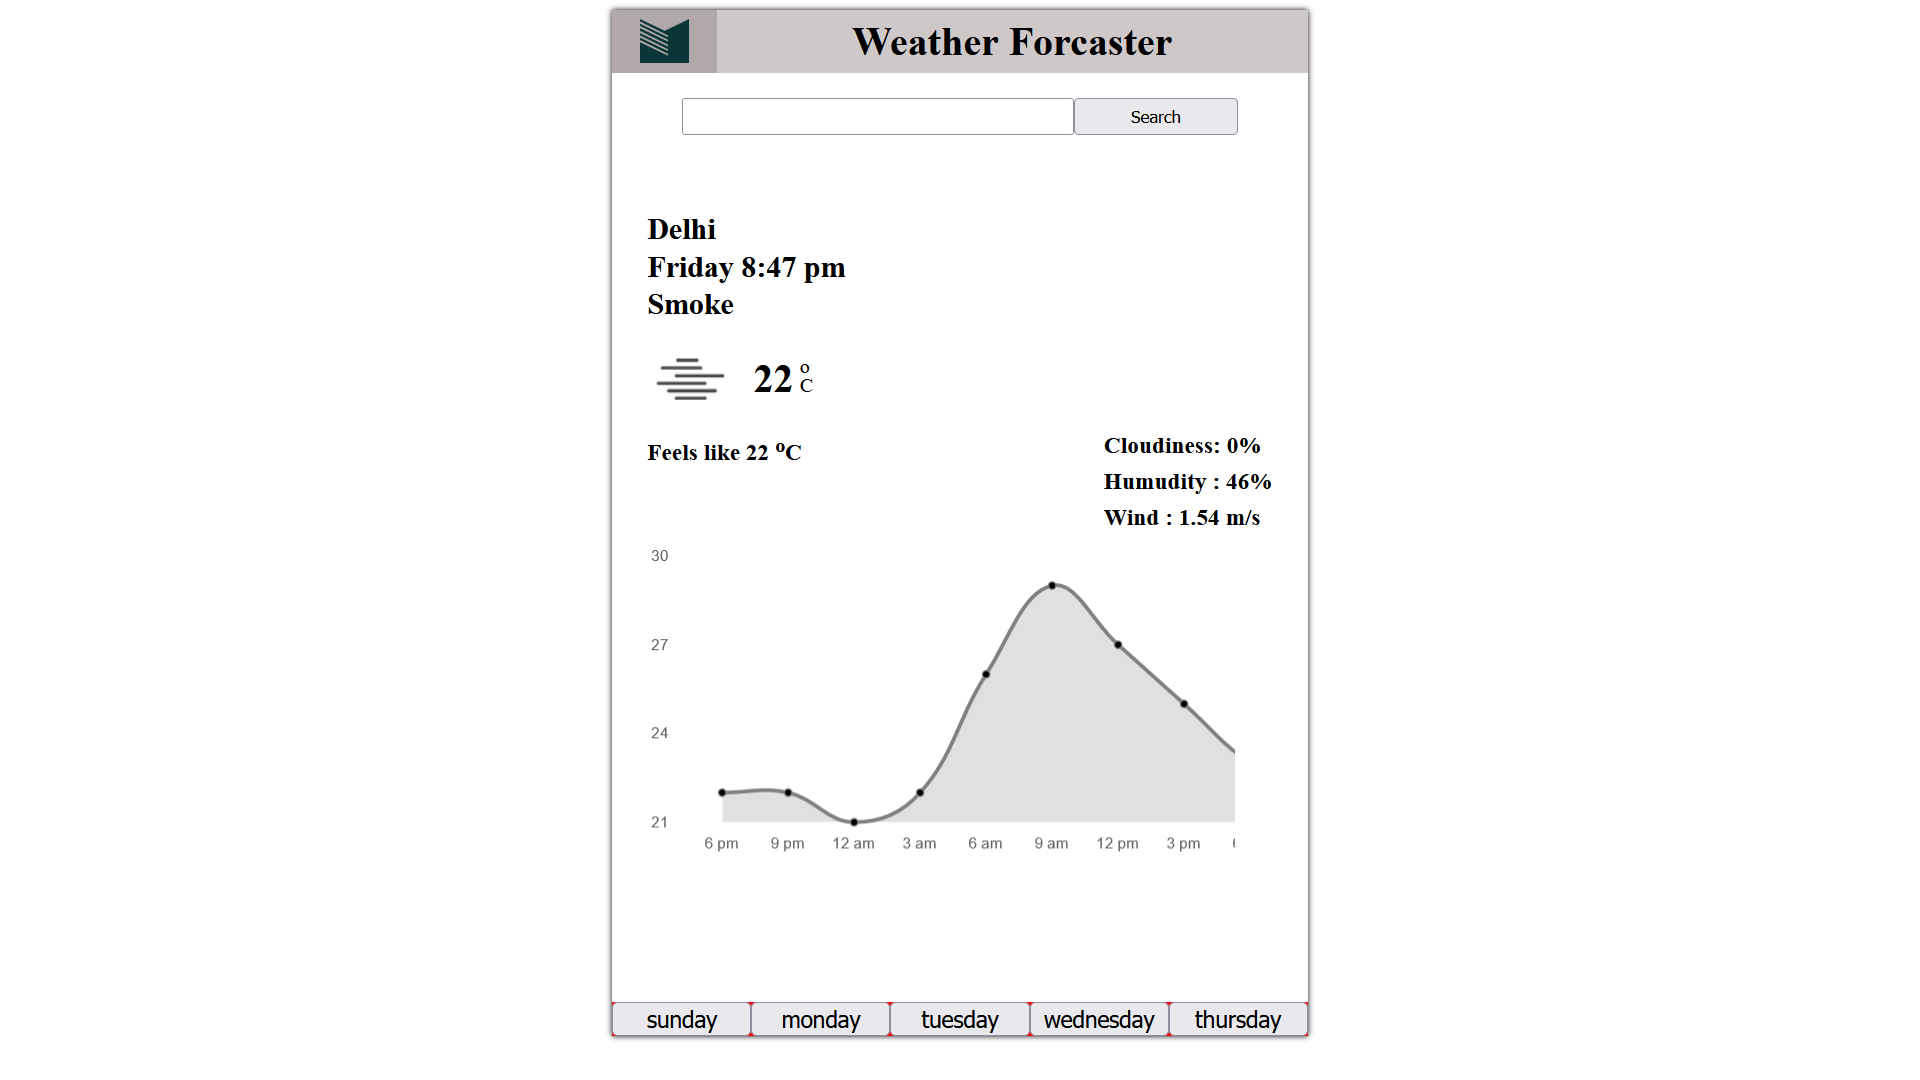 Weather Forcaster
Search
Delhi
Friday 8:47 pm
Smoke
22 o C
Feels like 22 ºC
Cloudiness: 0%
Humudity : 46%
Wind : 1.54 m/s
30
27
24
21
6 pm 9 pm 12 am 3 am 6 am 9 am 12 pm 3 pm
sunday monday tuesday wednesday thursday